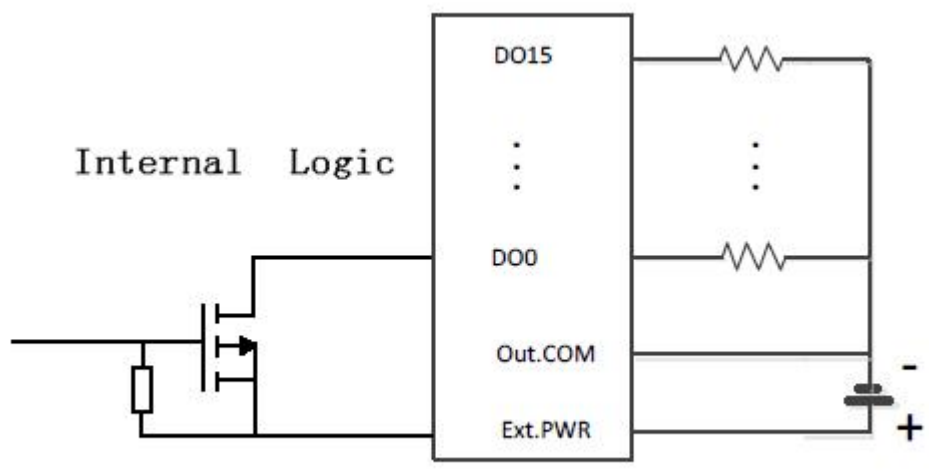 DO15
Internal Logic
DO0
Out.COM
-
Ext.PWR
+